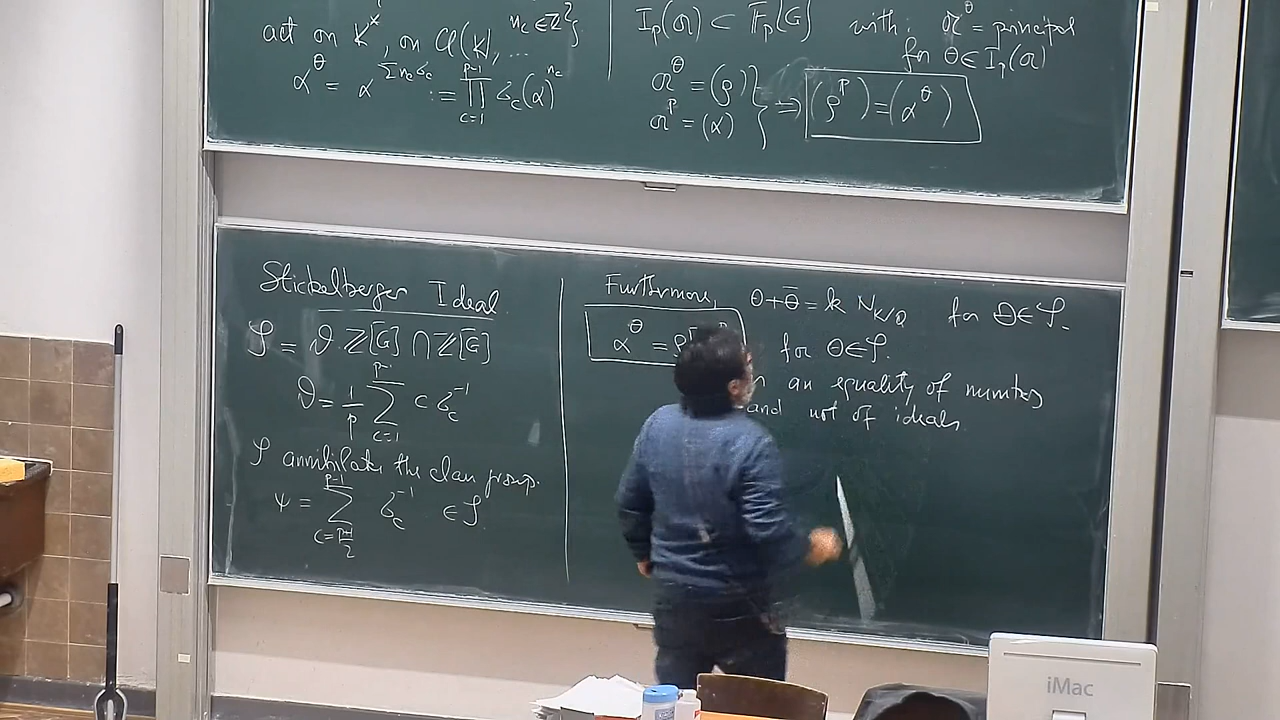 act on K^×, on Cl(K), ... n_c ∈ Z}
α^θ = α^{Σ n_c σ_c} := ∏_{c=1}^{p-1} σ_c(α)^{n_c}
I_p(𝔞) ⊂ F_p[G] with: 𝔞^θ = principal
for θ ∈ I_p(𝔞)
𝔞^θ = (ρ)
𝔞^p = (α) } ⇒ (ρ^p) = (α^θ)
Stickelberger Ideal
𝒮 = ϑ·Z[G] ∩ Z[G]
ϑ = 1/p Σ_{c=1}^{p-1} c σ_c^{-1}
𝒮 annihilates the class group.
ψ = Σ_{c=(p+1)/2}^{p-1} σ_c^{-1} ∈ 𝒮
Furthermore, θ + θ̄ = k N_{K/Q} for θ ∈ 𝒮.
α^θ = ρ^p for θ ∈ 𝒮.
an equality of numbers
and not of ideals.
iMac